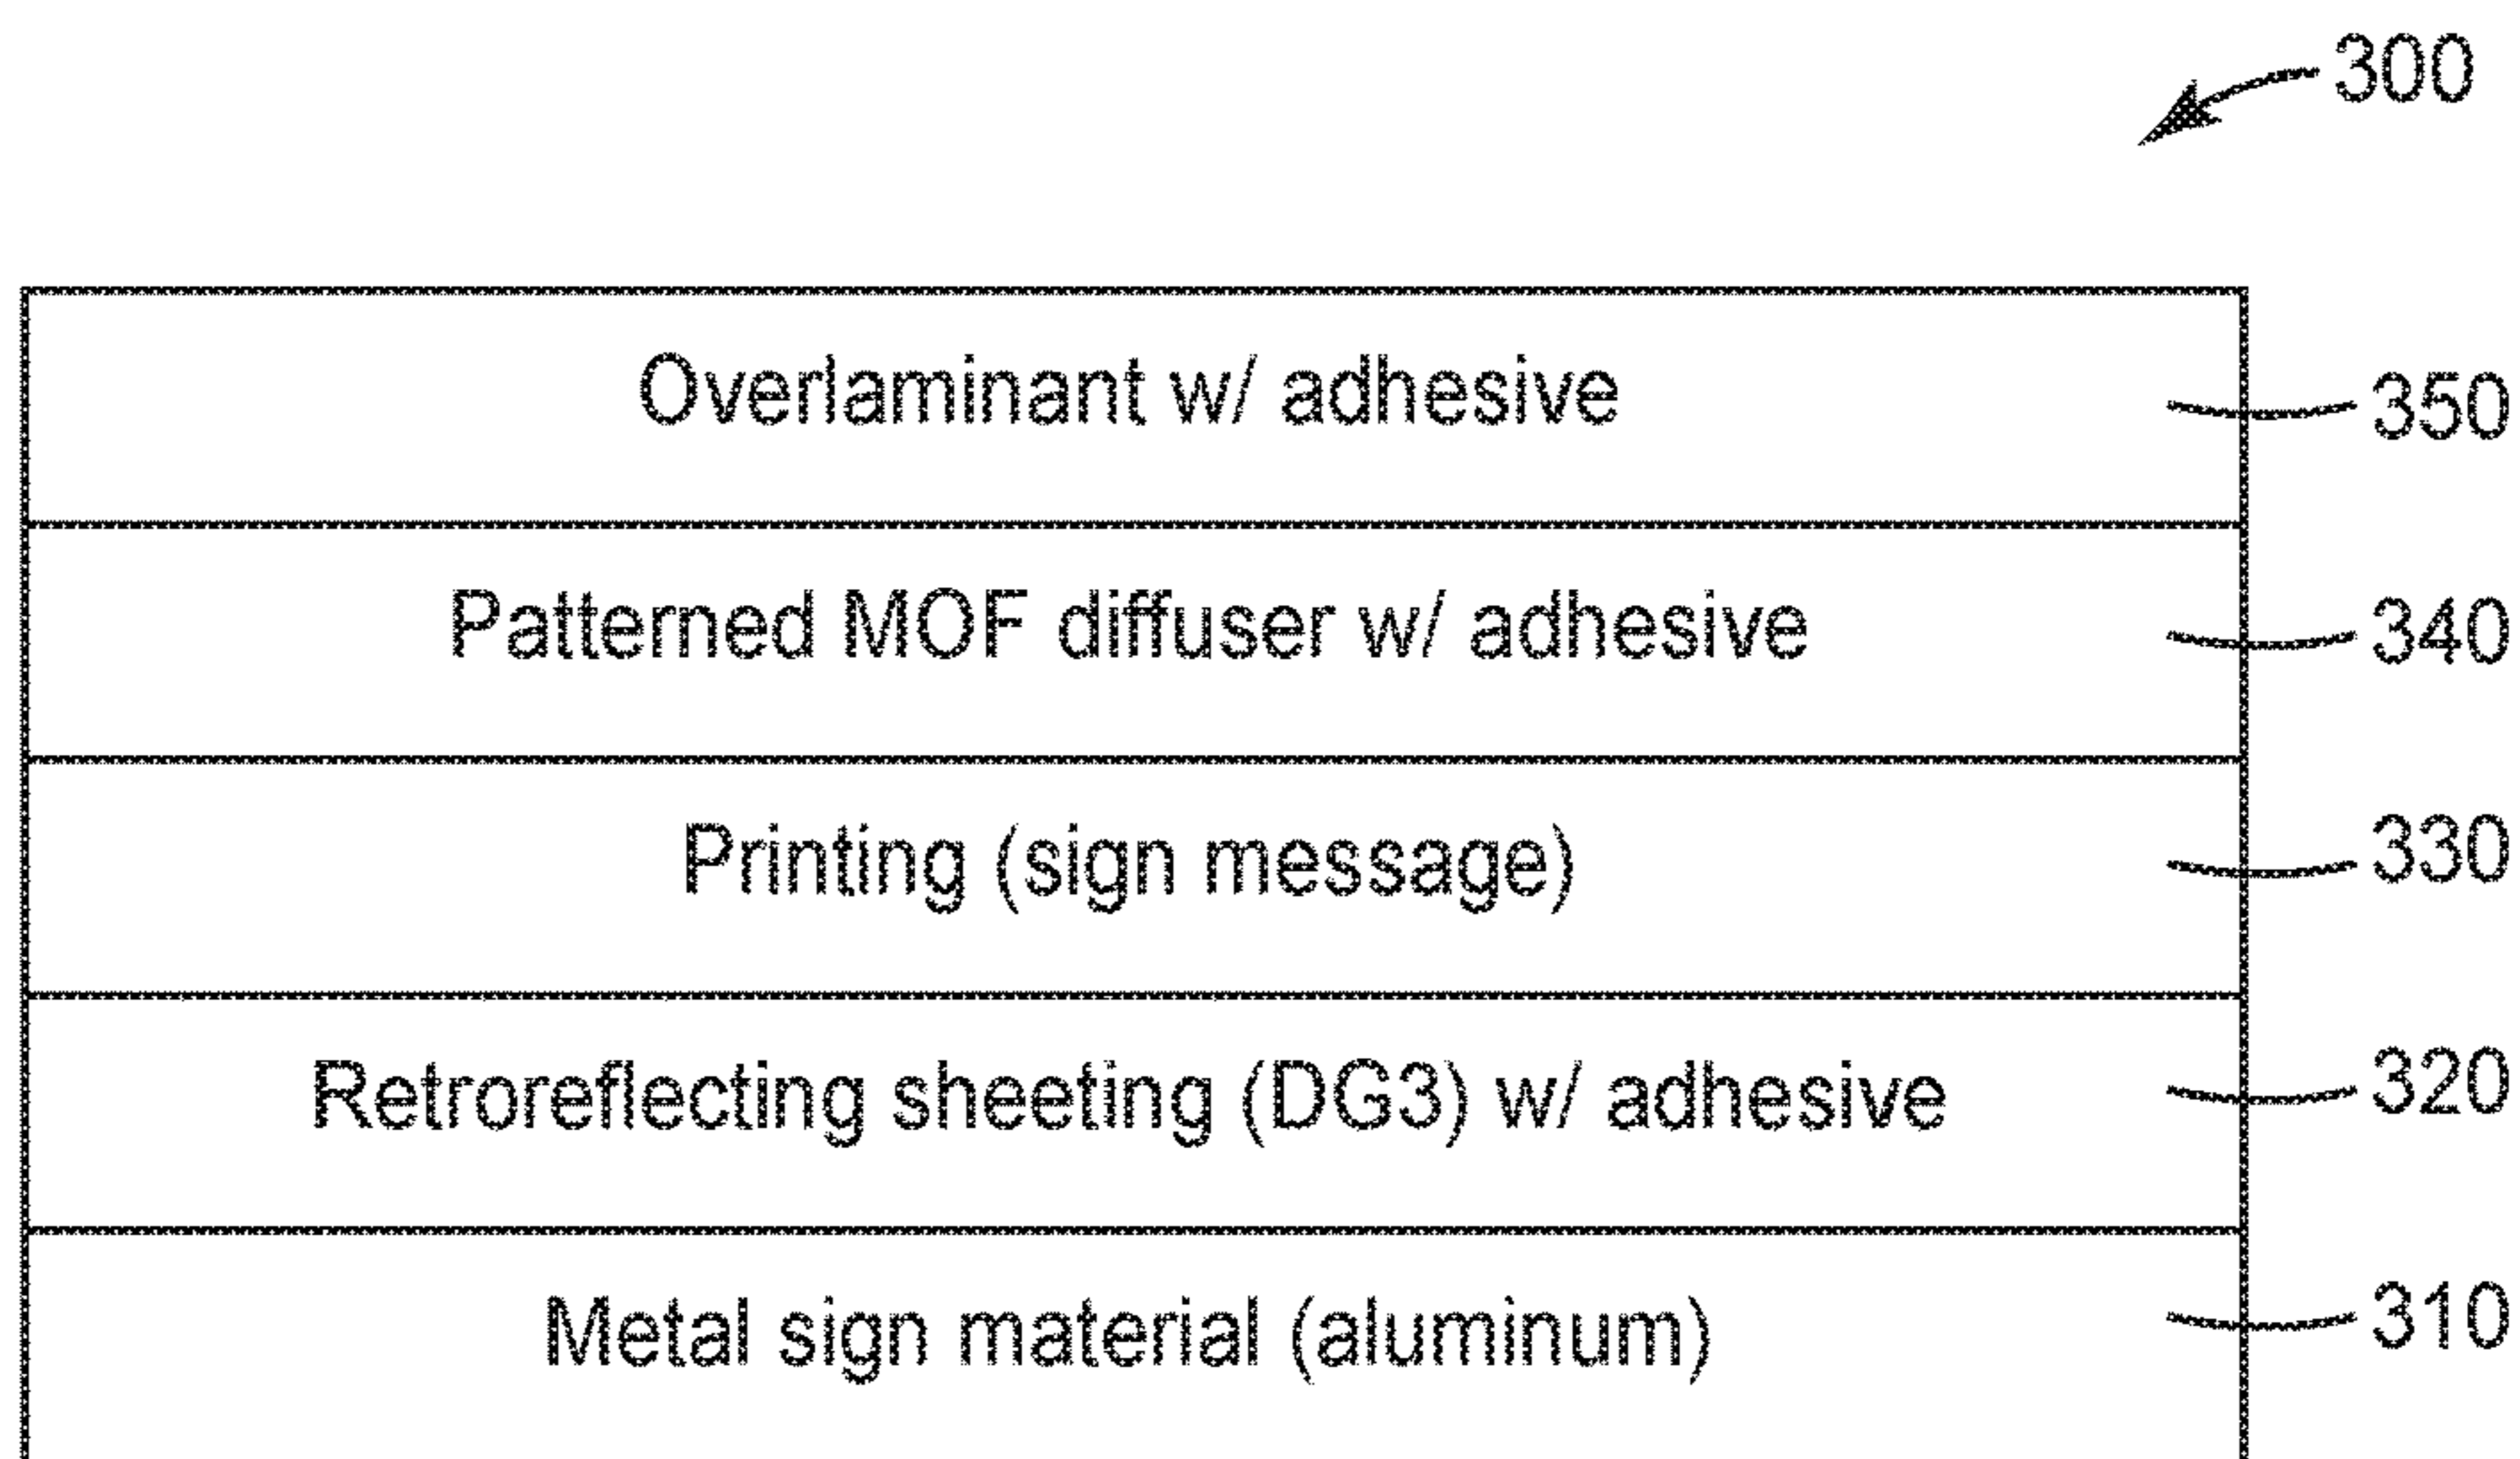 300
Overlaminant w/ adhesive 350
Patterned MOF diffuser w/ adhesive 340
Printing (sign message) 330
Retroreflecting sheeting (DG3) w/ adhesive 320
Metal sign material (aluminum) 310